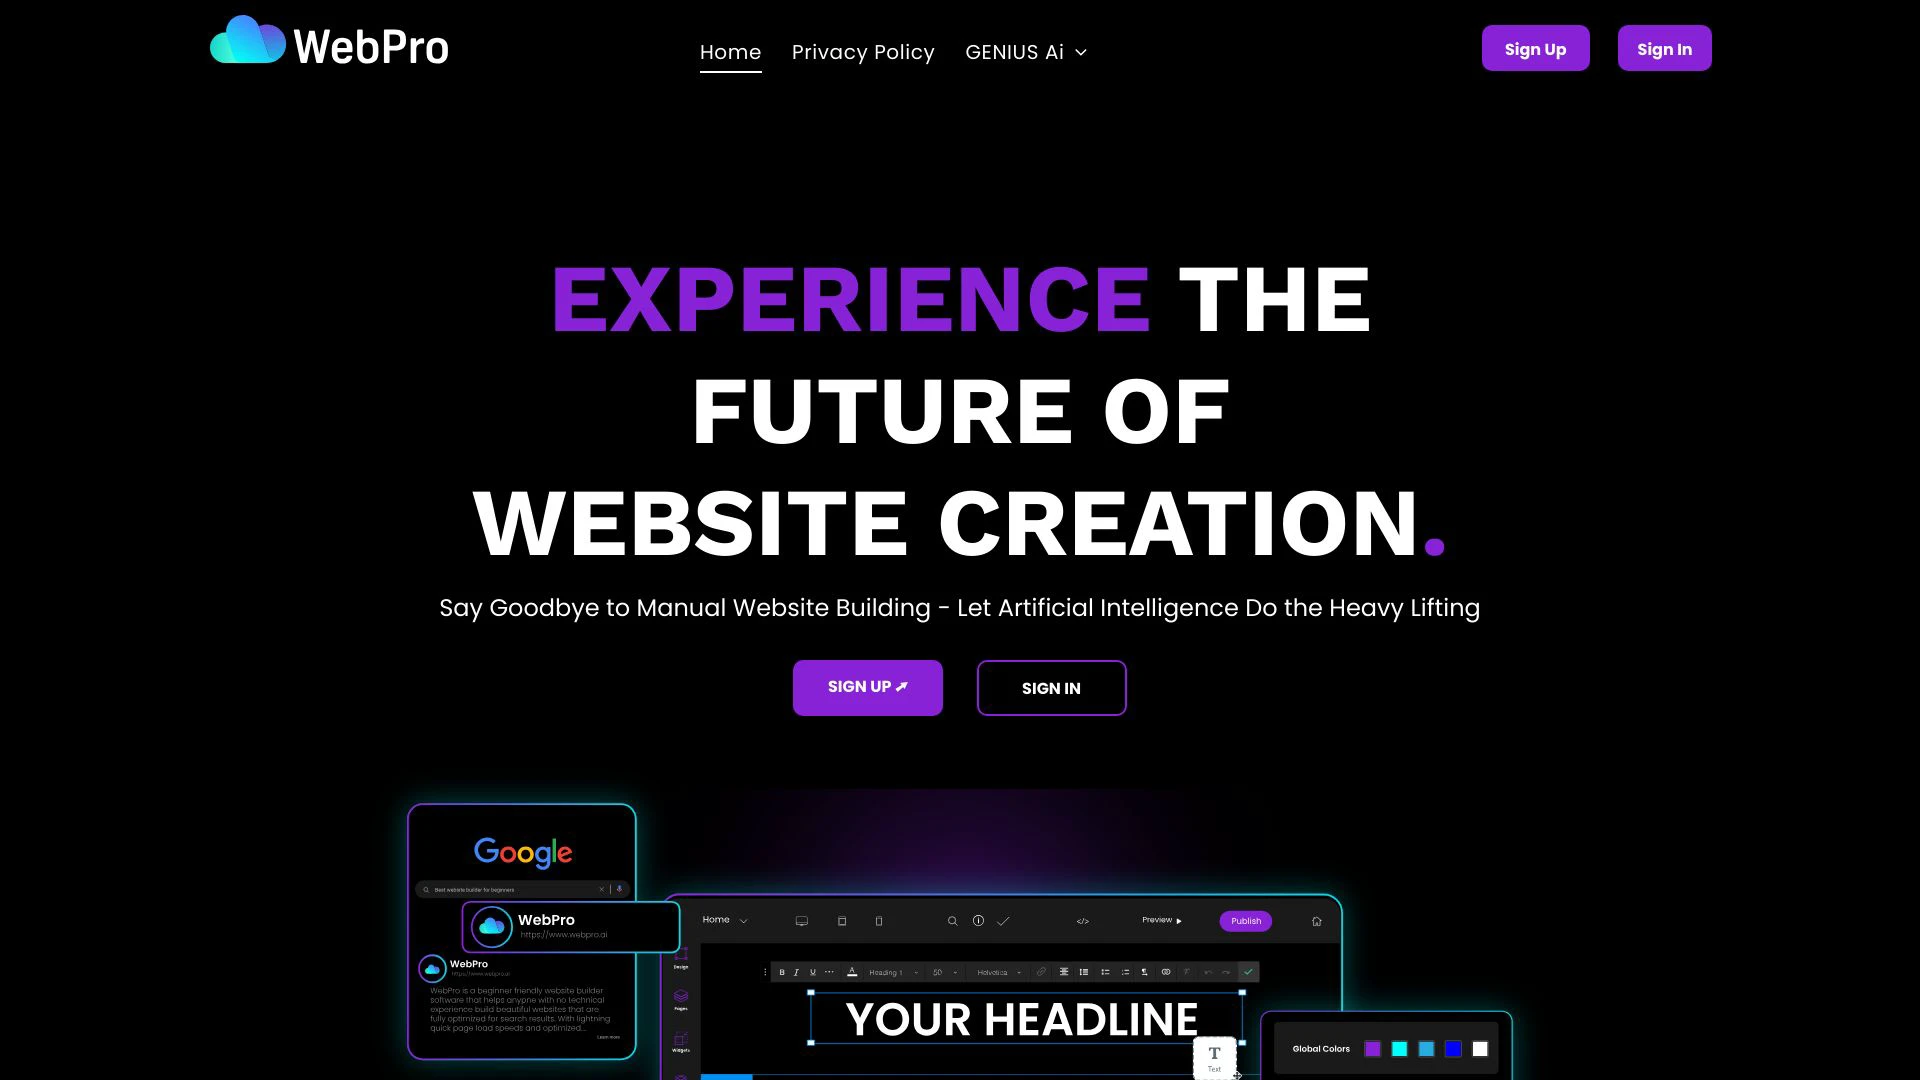 WebPro
Home
Privacy Policy
GENIUS Ai
Sign Up
Sign In
EXPERIENCE THE
FUTURE OF
WEBSITE CREATION.
Say Goodbye to Manual Website Building - Let Artificial Intelligence Do the Heavy Lifting
SIGN UP
SIGN IN
Google
Best website builder for beginners
WebPro
https://www.webpro.ai
WebPro
https://www.webpro.ai
WebPro is a beginner friendly website builder
software that helps anypne with no technical
experience build beautiful websites that are
fully optimized for search results. With lightning
quick page load speeds and optimized....
Learn more
Home
Preview
Publish
Design
Pages
Widgets
B I U
A
Heading 1
50
Helvetica
YOUR HEADLINE
T
Text
Global Colors